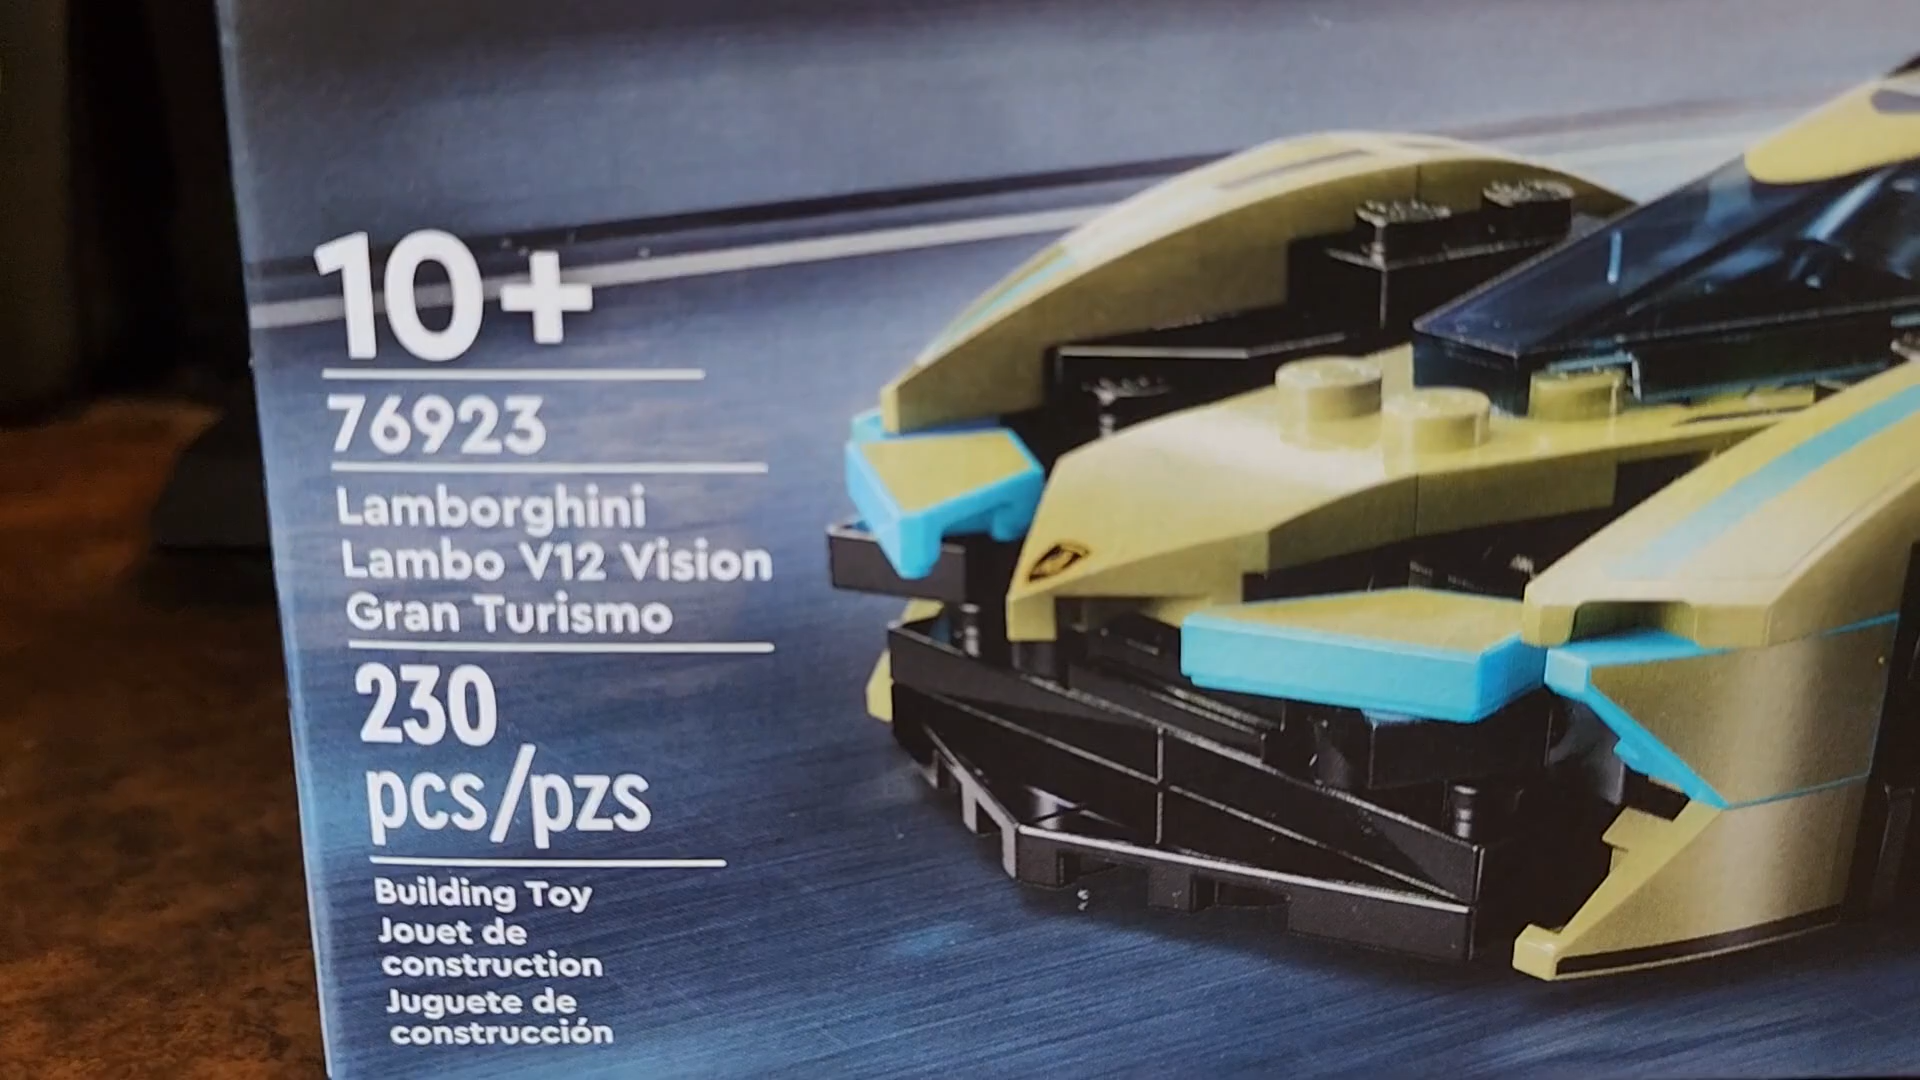 10+
76923
Lamborghini
Lambo V12 Vision
Gran Turismo
230
pcs/pzs
Building Toy
Jouet de
construction
Juguete de
construcción